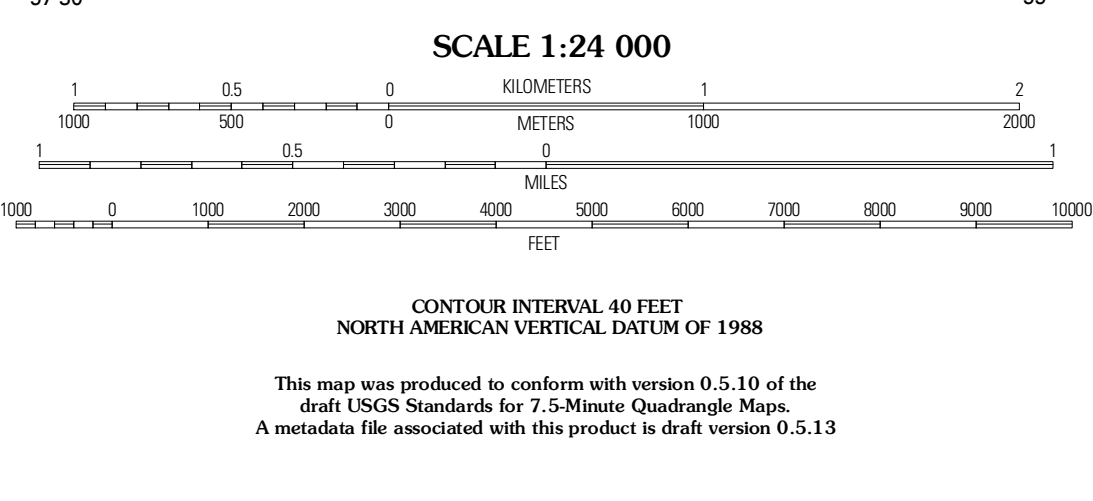 SCALE 1:24 000
1 0.5 0 KILOMETERS 1 2
1000 500 0 METERS 1000 2000
1 0.5 0 1
MILES
1000 0 1000 2000 3000 4000 5000 6000 7000 8000 9000 10000
FEET
CONTOUR INTERVAL 40 FEET
NORTH AMERICAN VERTICAL DATUM OF 1988
This map was produced to conform with version 0.5.10 of the
draft USGS Standards for 7.5-Minute Quadrangle Maps.
A metadata file associated with this product is draft version 0.5.13